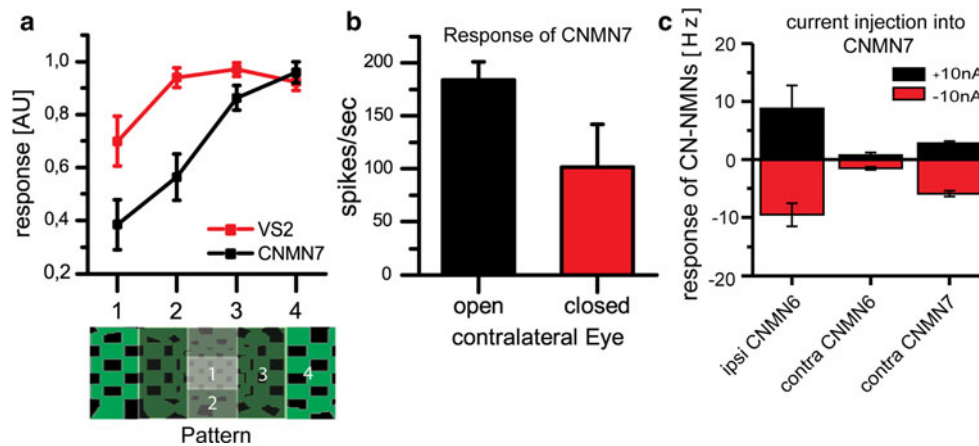 a
response [AU]
1,0
0,8
0,6
0,4
0,2
VS2
CNMN7
1 2 3 4
1
2
3
4
Pattern
b
Response of CNMN7
spikes/sec
200
150
100
50
0
open closed
contralateral Eye
c
current injection into
CNMN7
response of CN-NMNs [Hz]
20
10
0
-10
-20
+10nA
-10nA
ipsi CNMN6
contra CNMN6
contra CNMN7